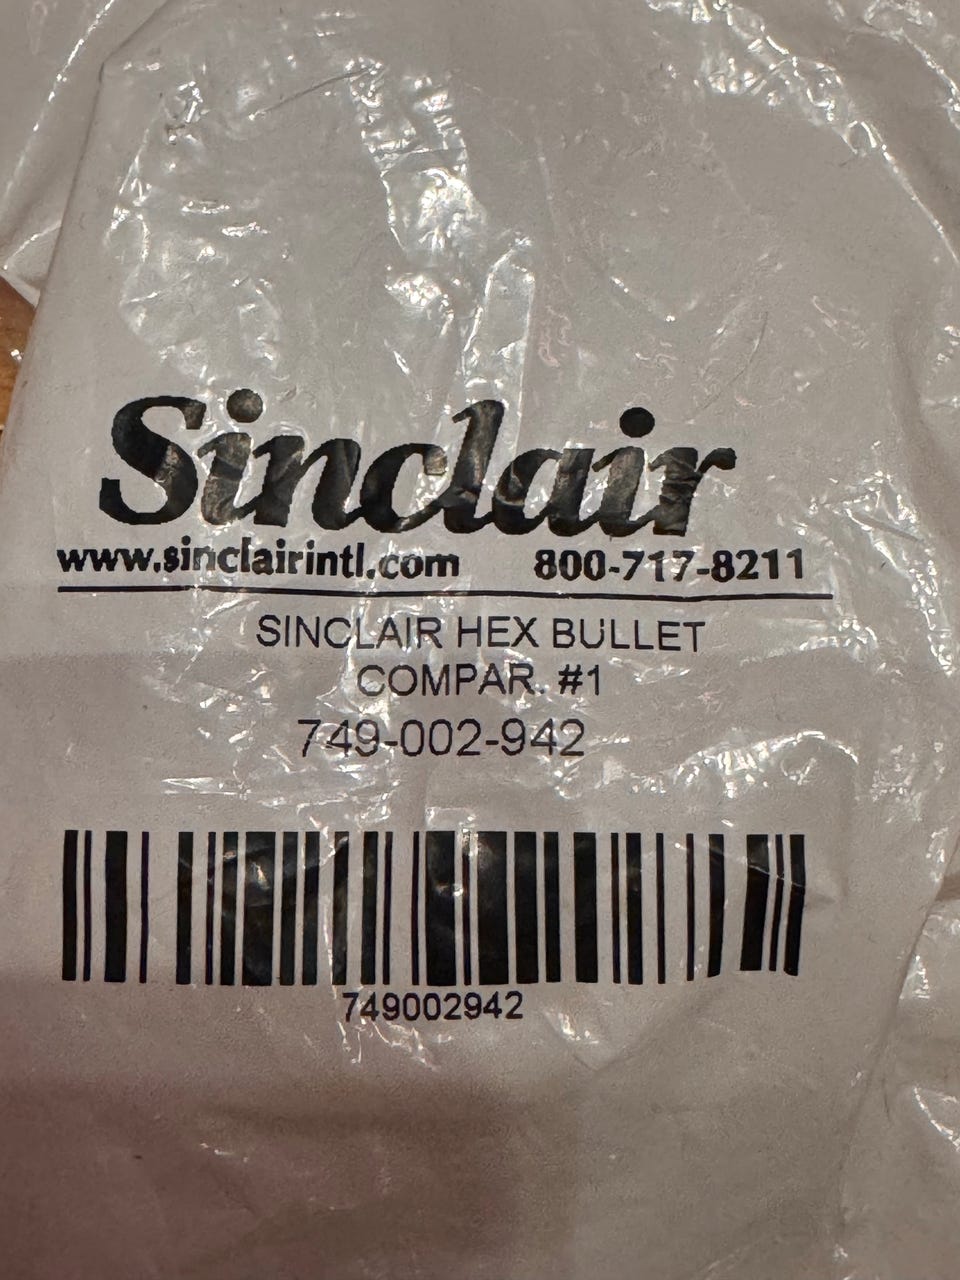 Sinclair
www.sinclairintl.com 800-717-8211
SINCLAIR HEX BULLET
COMPAR. #1
749-002-942
749002942